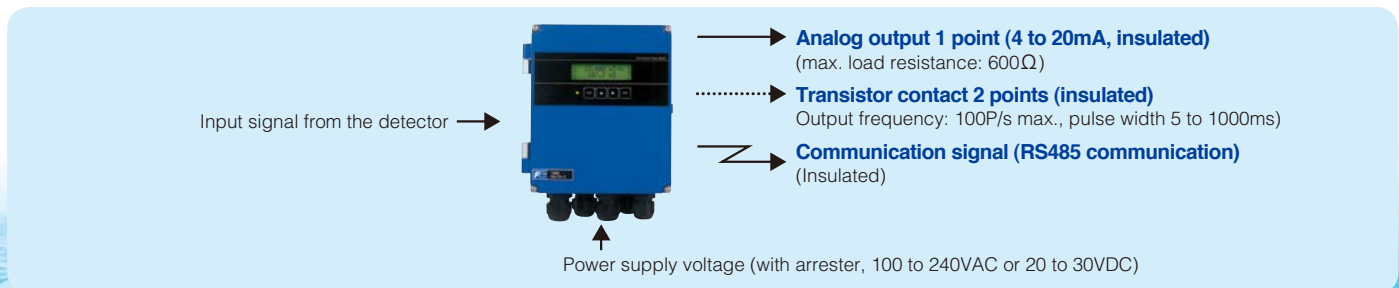 Analog output 1 point (4 to 20mA, insulated)
(max. load resistance: 600Ω)
Transistor contact 2 points (insulated)
Output frequency: 100P/s max., pulse width 5 to 1000ms)
Input signal from the detector
Communication signal (RS485 communication)
(Insulated)
Power supply voltage (with arrester, 100 to 240VAC or 20 to 30VDC)